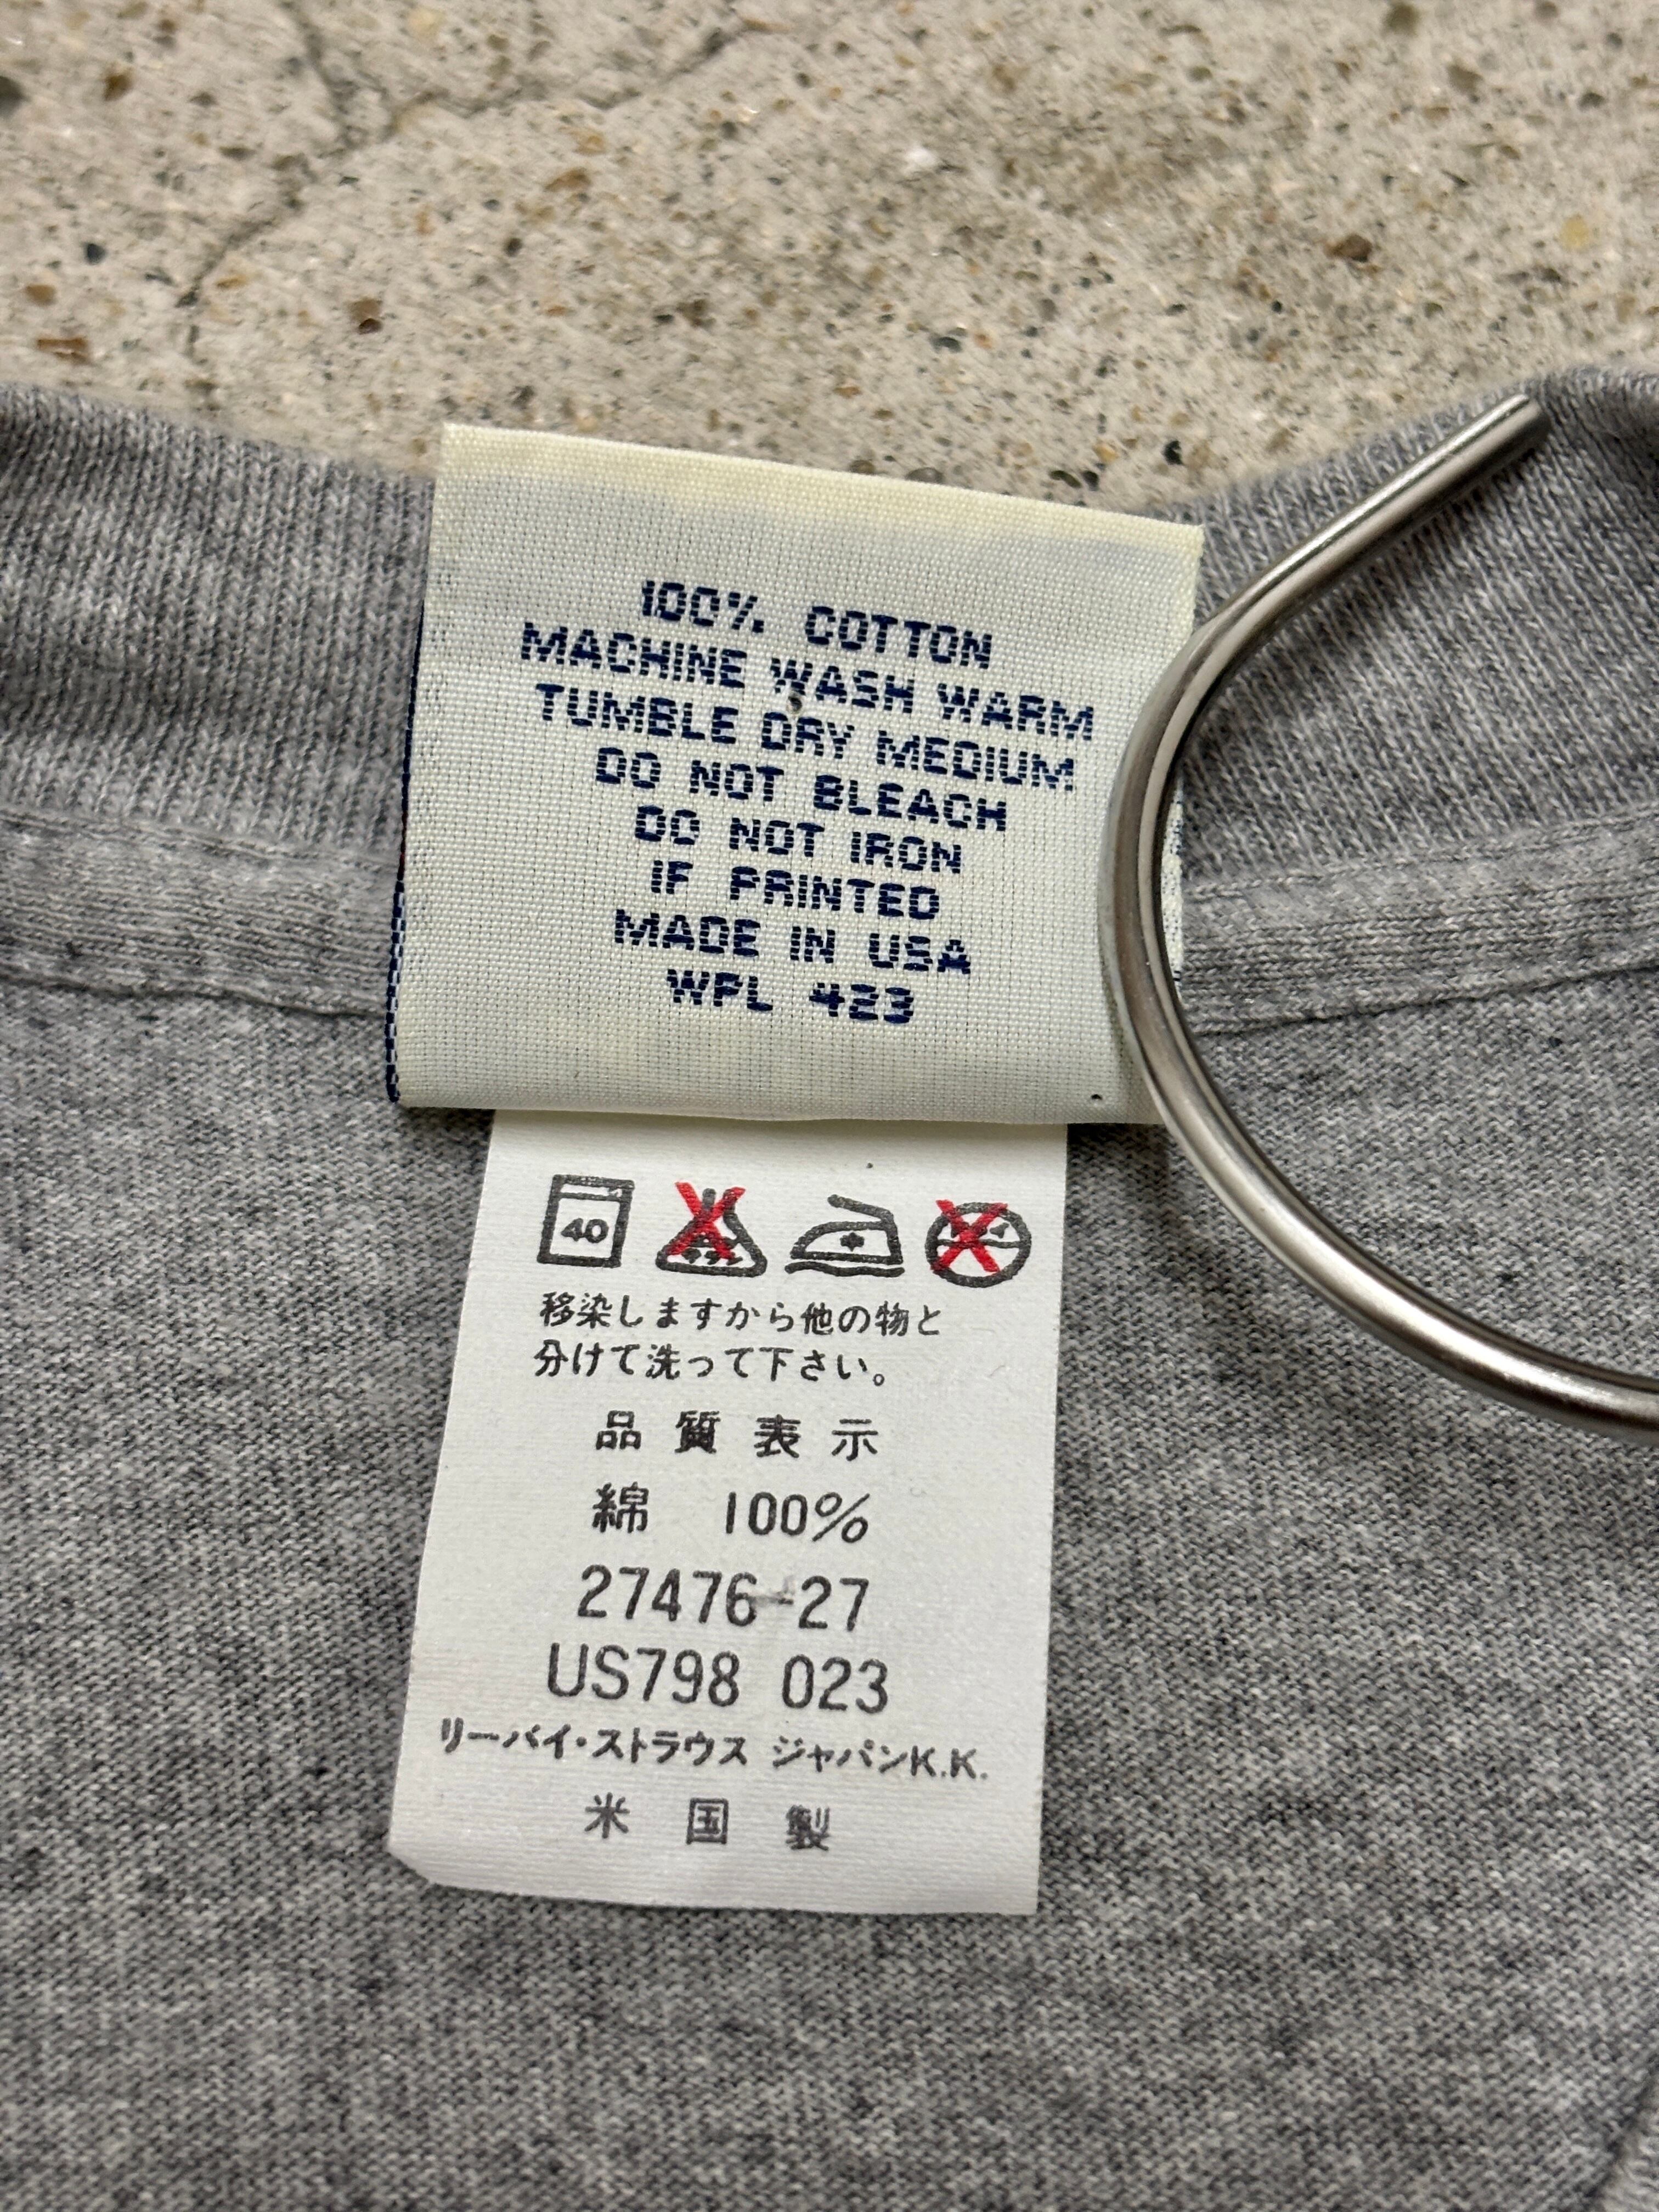 100% COTTON
MACHINE WASH WARM
TUMBLE DRY MEDIUM
DO NOT BLEACH
DO NOT IRON
IF PRINTED
MADE IN USA
WPL 423
40
移染しますから他の物と
分けて洗って下さい。
品質表示
綿 100%
27476-27
US798 023
リーバイ・ストラウス ジャパンK.K.
米国製